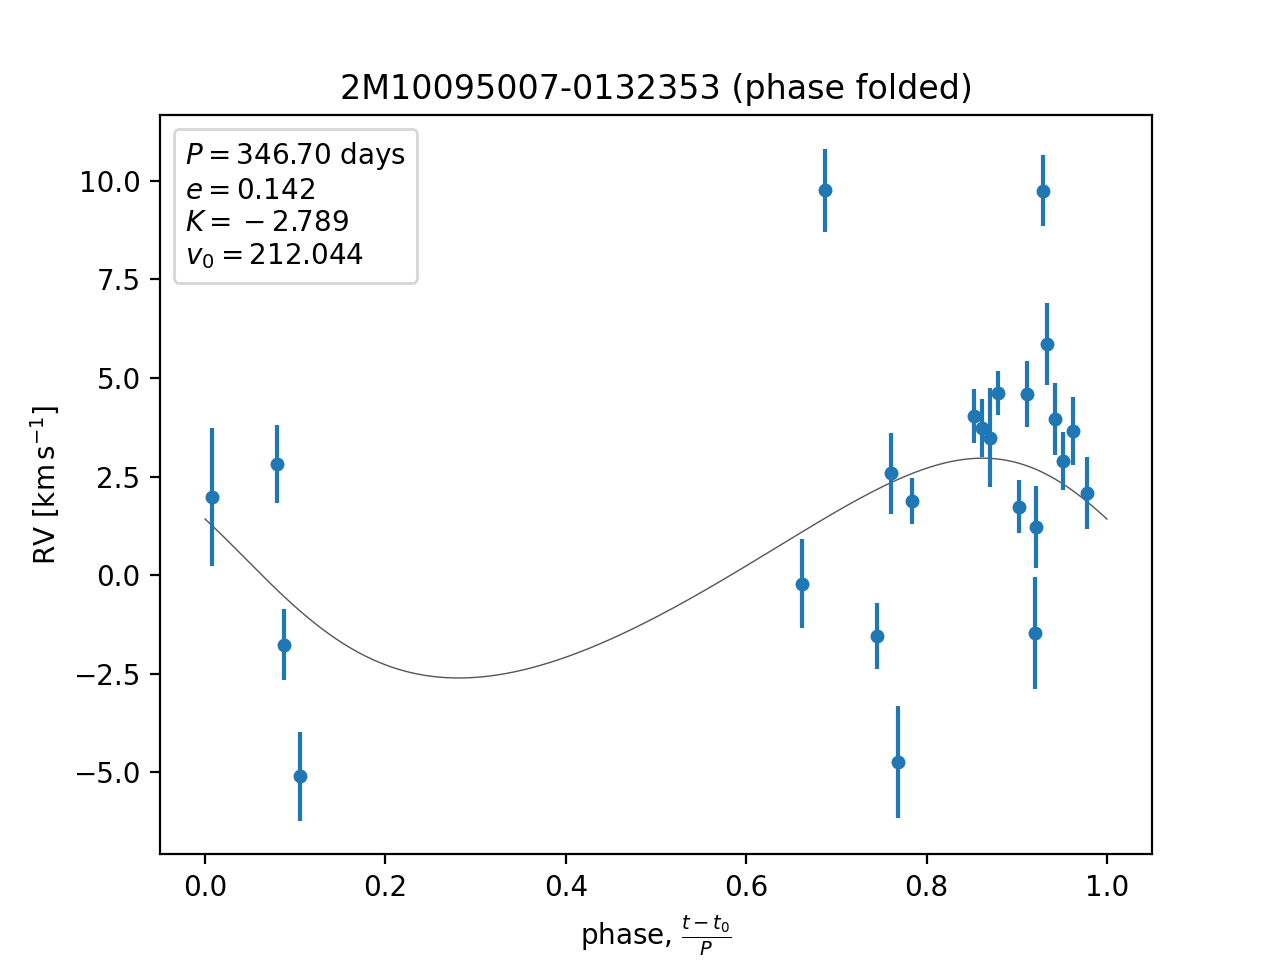 2M10095007-0132353 (phase folded)
P = 346.70 days
e = 0.142
K = −2.789
v₀ = 212.044
10.0
7.5
5.0
2.5
0.0
−2.5
−5.0
RV [km s⁻¹]
0.0 0.2 0.4 0.6 0.8 1.0
phase, (t − t₀)/P